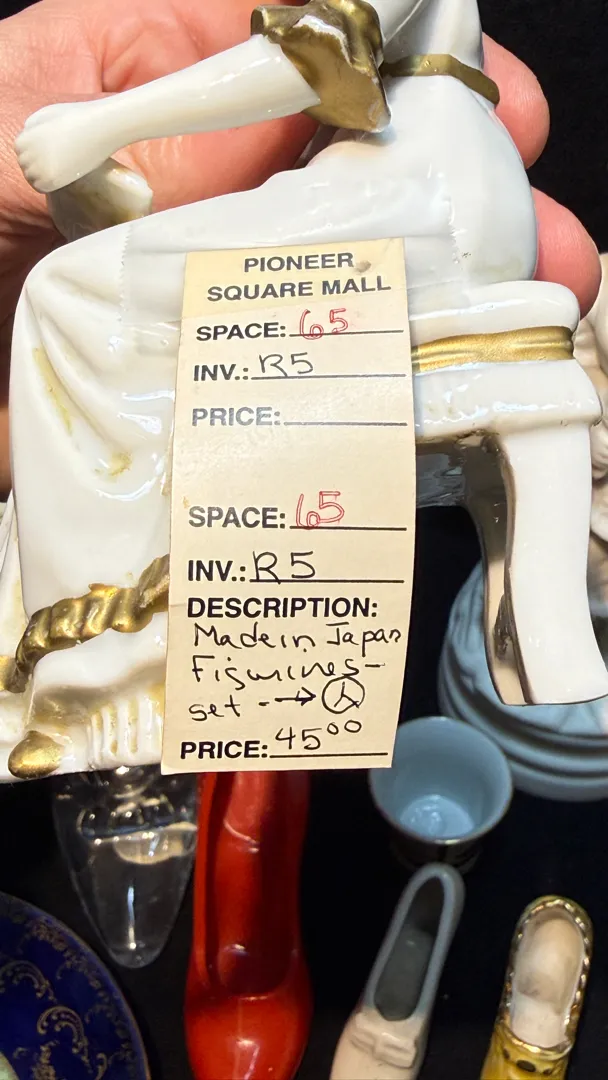 PIONEER
SQUARE MALL
SPACE: 65
INV.: R5
PRICE:
SPACE: 65
INV.: R5
DESCRIPTION:
Made in Japan
Figurines-
set -→
PRICE: 45⁰⁰